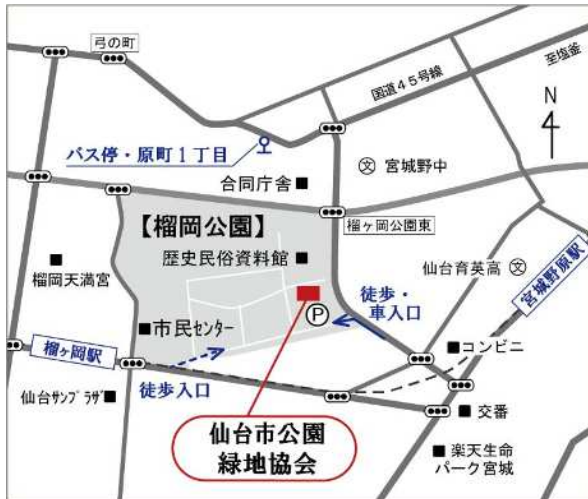 弓の町
国道45号線
至塩釜
N
バス停・原町1丁目
文 宮城野中
合同庁舎
【榴岡公園】
榴ヶ岡公園東
歴史民俗資料館
仙台育英高 文
宮城野原駅
榴岡天満宮
P
徒歩・
車入口
市民センター
榴ヶ岡駅
コンビニ
仙台サンプラザ
徒歩入口
交番
仙台市公園
緑地協会
楽天生命
パーク宮城